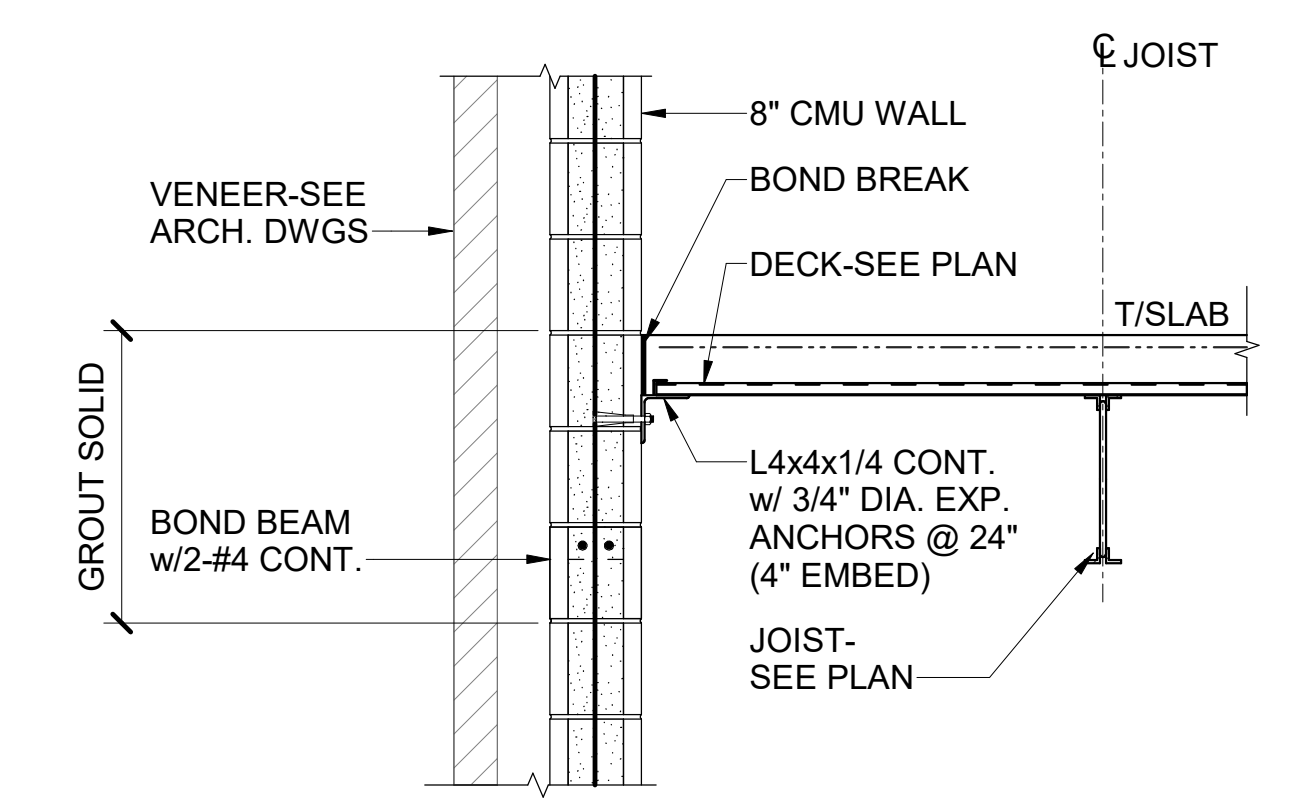 ℄ JOIST
8" CMU WALL
BOND BREAK
VENEER-SEE
ARCH. DWGS
DECK-SEE PLAN
T/SLAB
GROUT SOLID
L4x4x1/4 CONT.
w/ 3/4" DIA. EXP.
ANCHORS @ 24"
(4" EMBED)
BOND BEAM
w/2-#4 CONT.
JOIST-
SEE PLAN